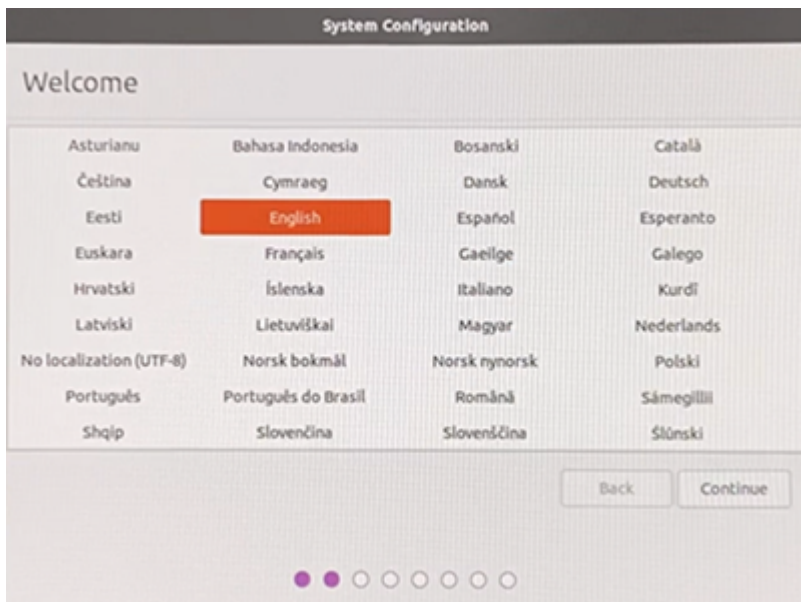 System Configuration
Welcome
Asturianu Bahasa Indonesia Bosanski Català
Čeština Cymraeg Dansk Deutsch
Eesti English Español Esperanto
Euskara Français Gaeilge Galego
Hrvatski Íslenska Italiano Kurdî
Latviski Lietuviškai Magyar Nederlands
No localization (UTF-8) Norsk bokmål Norsk nynorsk Polski
Português Português do Brasil Română Sámegillii
Shqip Slovenčina Slovenščina Ślůnski
Back Continue